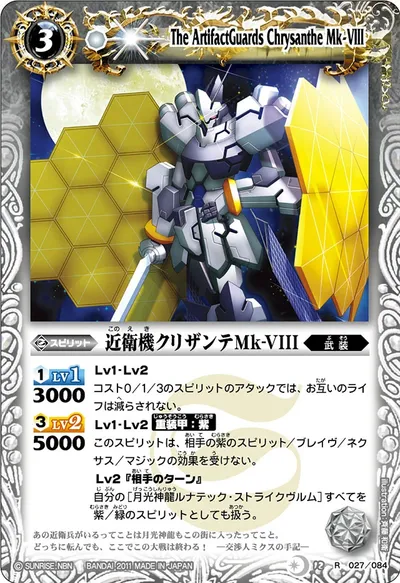 3
The ArtifactGuards Chrysanthe Mk-VIII
スピリット
このえき
近衛機クリザンテMk-VIII
ぶそう
武装
1 LV1 3000
Lv1・Lv2
コスト0/1/3のスピリットのアタックでは、お互いのライ
フは減らされない。
3 LV2 5000
Lv1・Lv2 重装甲:紫
このスピリットは、相手の紫のスピリット/ブレイヴ/ネク
サス/マジックの効果を受けない。
Lv2『相手のターン』
自分の[月光神龍ルナテック・ストライクヴルム]すべてを
紫/緑のスピリットとしても扱う。
あの近衛兵がいるってことは月光神龍もこの街に入ったってこと。
どっちに転んでも、ここでこの大戦は終わる! ―交渉人ミクスの手記―
© SUNRISE・NBN
BANDAI 2011 MADE IN JAPAN
12
R 027/084